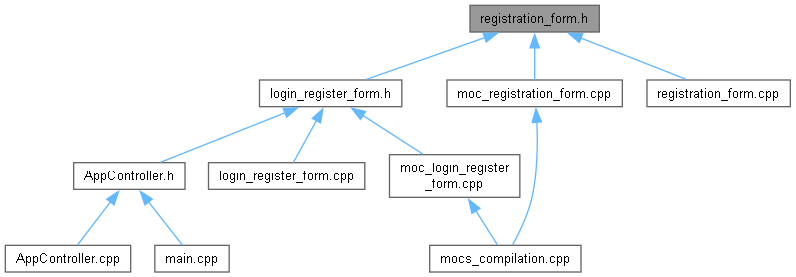 registration_form.h
login_register_form.h
moc_registration_form.cpp
registration_form.cpp
AppController.h
login_register_form.cpp
moc_login_register
_form.cpp
AppController.cpp
main.cpp
mocs_compilation.cpp